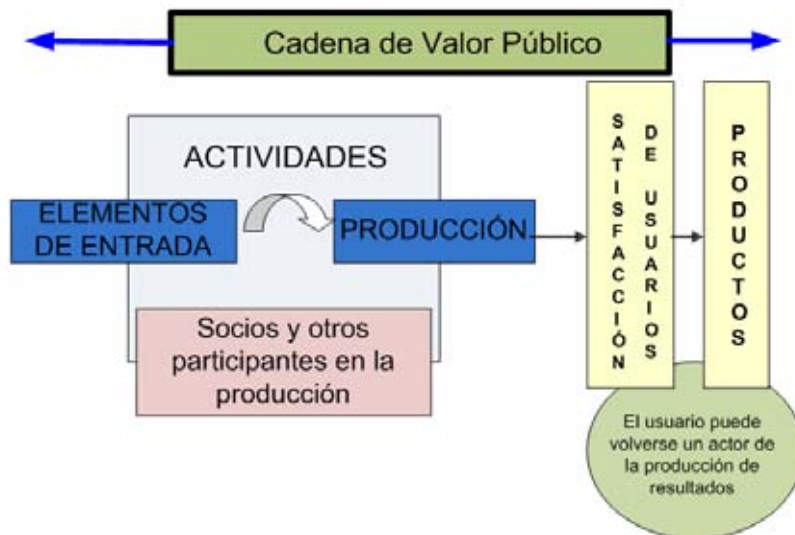 Cadena de Valor Público
ACTIVIDADES
ELEMENTOS
DE ENTRADA
PRODUCCIÓN
Socios y otros
participantes en la
producción
SATISFACCIÓN
DE USUARIOS
PRODUCTOS
El usuario puede
volverse un actor de
la producción de
resultados